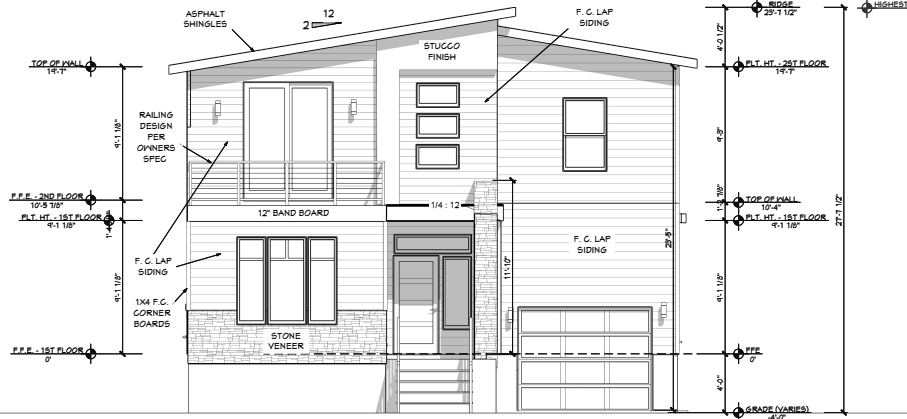 ASPHALT
SHINGLES
12
2
F. C. LAP
SIDING
STUCCO
FINISH
RIDGE
23'-7 1/2"
HIGHEST
4'-0 1/2"
TOP OF WALL
19'-7"
PLT. HT. - 2ST FLOOR
19'-7"
RAILING
DESIGN
PER
OWNERS
SPEC
9'-1 1/8"
9'-3"
F.F.E. - 2ND FLOOR
10'-5 7/8"
PLT. HT. - 1ST FLOOR
9'-1 1/8"
12" BAND BOARD
1/4 : 12
TOP OF WALL
10'-4"
PLT. HT. - 1ST FLOOR
9'-1 1/8"
27'-7 1/2"
F. C. LAP
SIDING
F. C. LAP
SIDING
23'-8"
11'-10"
9'-1 1/8"
9'-1 1/8"
1X4 F.C.
CORNER
BOARDS
STONE
VENEER
F.F.E. - 1ST FLOOR
0'
FFE
0'
4'-0"
GRADE (VARIES)
-4'-0"